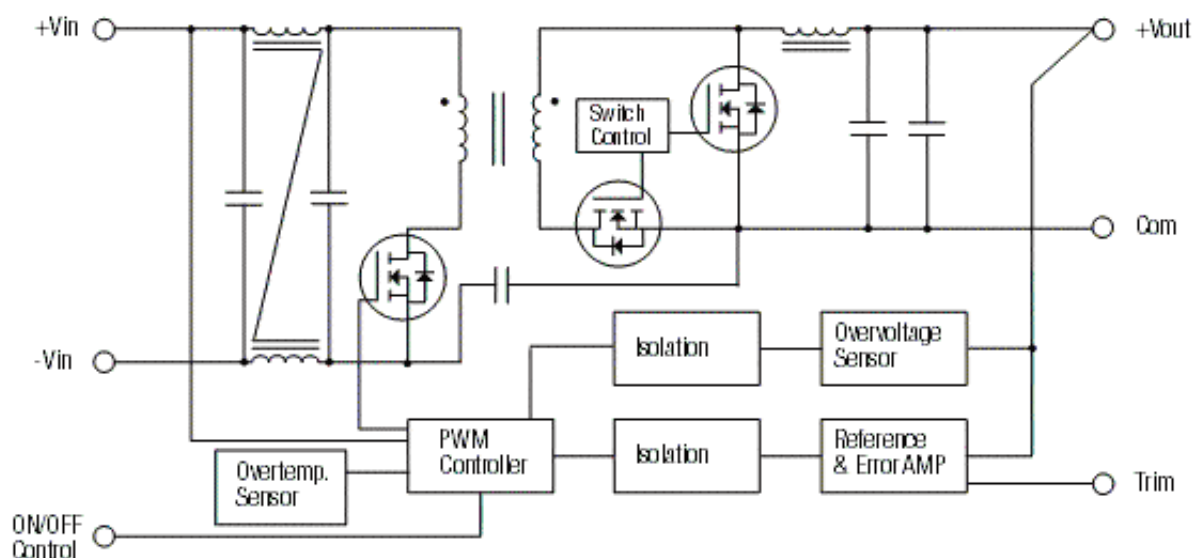 +Vin
+Vout
Switch
Control
Com
-Vin
Isolation
Overvoltage
Sensor
PWM
Controller
Isolation
Reference
& Error AMP
Overtemp.
Sensor
Trim
ON/OFF
Control